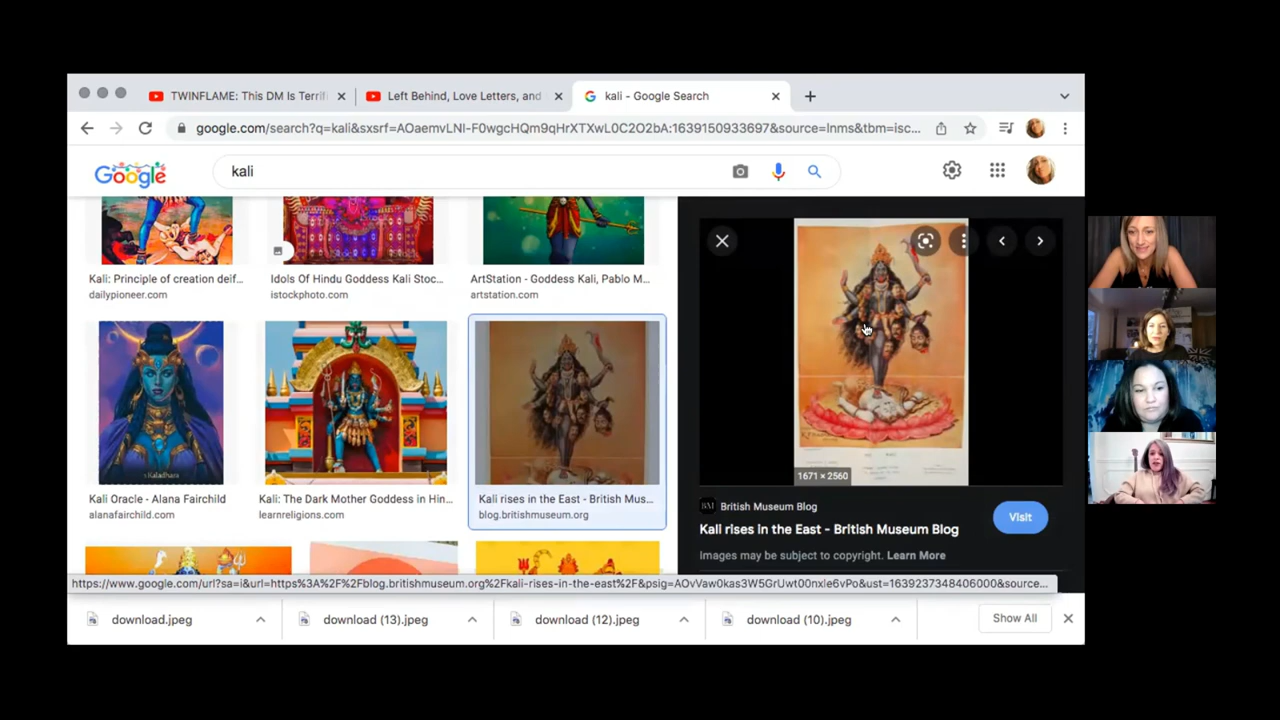 TWINFLAME: This DM Is Terrif
Left Behind, Love Letters, and
kali - Google Search
google.com/search?q=kali&sxsrf=AOaemvLNI-F0wgcHQm9qHrXTXwL0C2O2bA:1639150933697&source=lnms&tbm=isc...
Google
kali
Kali: Principle of creation deif...
dailypioneer.com
Idols Of Hindu Goddess Kali Stoc...
istockphoto.com
ArtStation - Goddess Kali, Pablo M...
artstation.com
Kali Oracle - Alana Fairchild
alanafairchild.com
Kali: The Dark Mother Goddess in Hin...
learnreligions.com
Kali rises in the East - British Mus...
blog.britishmuseum.org
1671 × 2560
BM
British Museum Blog
Kali rises in the East - British Museum Blog
Visit
Images may be subject to copyright. Learn More
https://www.google.com/url?sa=i&url=https%3A%2F%2Fblog.britishmuseum.org%2Fkali-rises-in-the-east%2F&psig=AOvVaw0kas3W5GrUwt00nxle6vPo&ust=1639237348406000&source...
download.jpeg
download (13).jpeg
download (12).jpeg
download (10).jpeg
Show All